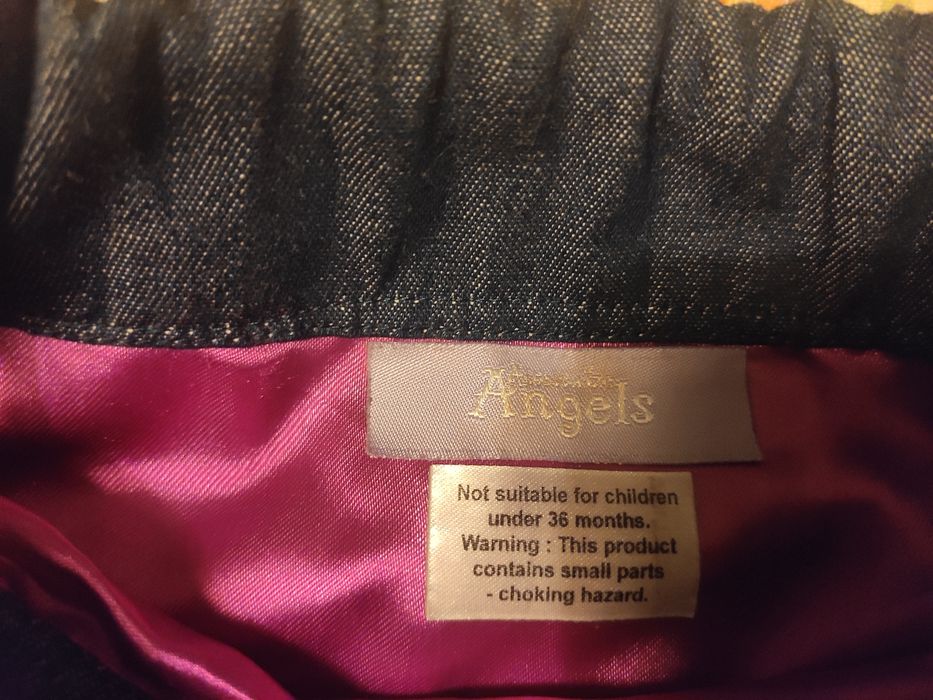 Angels
Not suitable for children
under 36 months.
Warning : This product
contains small parts
- choking hazard.